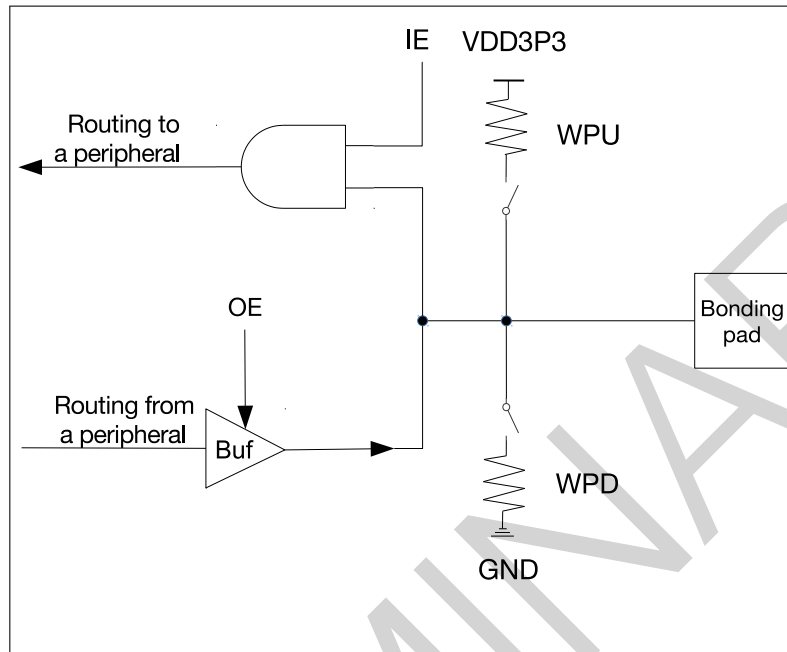 IE
VDD3P3
Routing to
a peripheral
WPU
OE
Bonding
pad
Routing from
a peripheral
Buf
WPD
GND